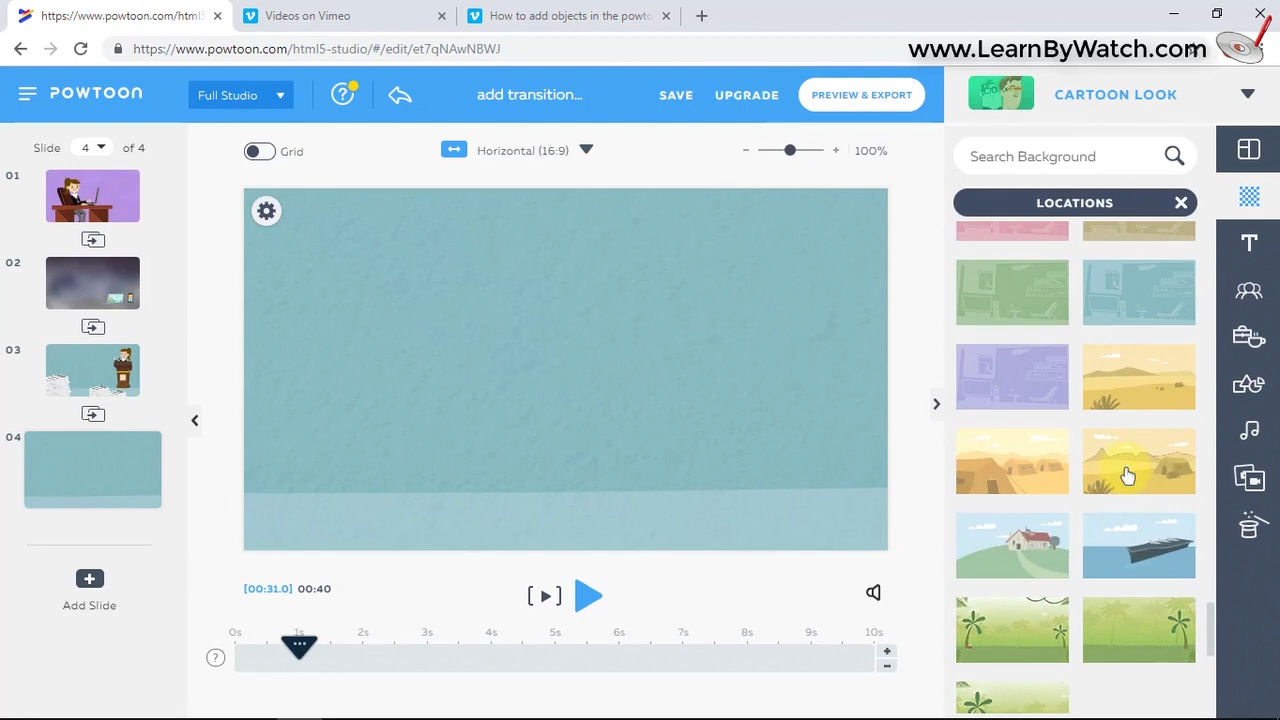 https://www.powtoon.com/html5
Videos on Vimeo
How to add objects in the powto
https://www.powtoon.com/html5-studio/#/edit/et7qNAwNBWJ
www.LearnByWatch.com
POWTOON
Full Studio
?
add transition...
SAVE
UPGRADE
PREVIEW & EXPORT
CARTOON LOOK
Slide 4 of 4
Grid
Horizontal (16:9)
- + 100%
Search Background
LOCATIONS
01
02
03
04
Add Slide
[00:31.0] 00:40
0s 1s 2s 3s 4s 5s 6s 7s 8s 9s 10s
?